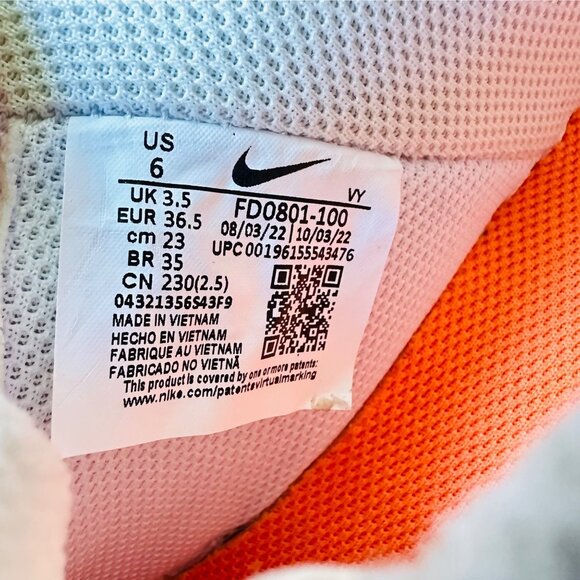 US
6
VY
UK 3.5
EUR 36.5
cm 23
BR 35
CN 230(2.5)
FD0801-100
08/03/22 | 10/03/22
UPC 00196155543476
04321356S43F9
MADE IN VIETNAM
HECHO EN VIETNAM
FABRIQUE AU VIETNAM
FABRICADO NO VIETNÃ
This product is covered by one or more patents:
www.nike.com/patentsvirtualmarking